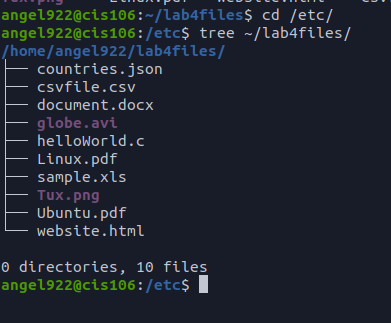 angel922@cis106:~/lab4files$ cd /etc/
angel922@cis106:/etc$ tree ~/lab4files/
/home/angel922/lab4files/
├── countries.json
├── csvfile.csv
├── document.docx
├── globe.avi
├── helloWorld.c
├── Linux.pdf
├── sample.xls
├── Tux.png
├── Ubuntu.pdf
└── website.html

0 directories, 10 files
angel922@cis106:/etc$